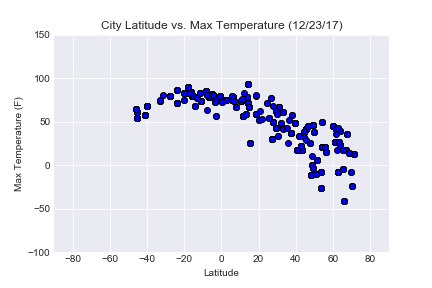 City Latitude vs. Max Temperature (12/23/17)
150
100
50
0
−50
−100
Max Temperature (F)
−80 −60 −40 −20 0 20 40 60 80
Latitude